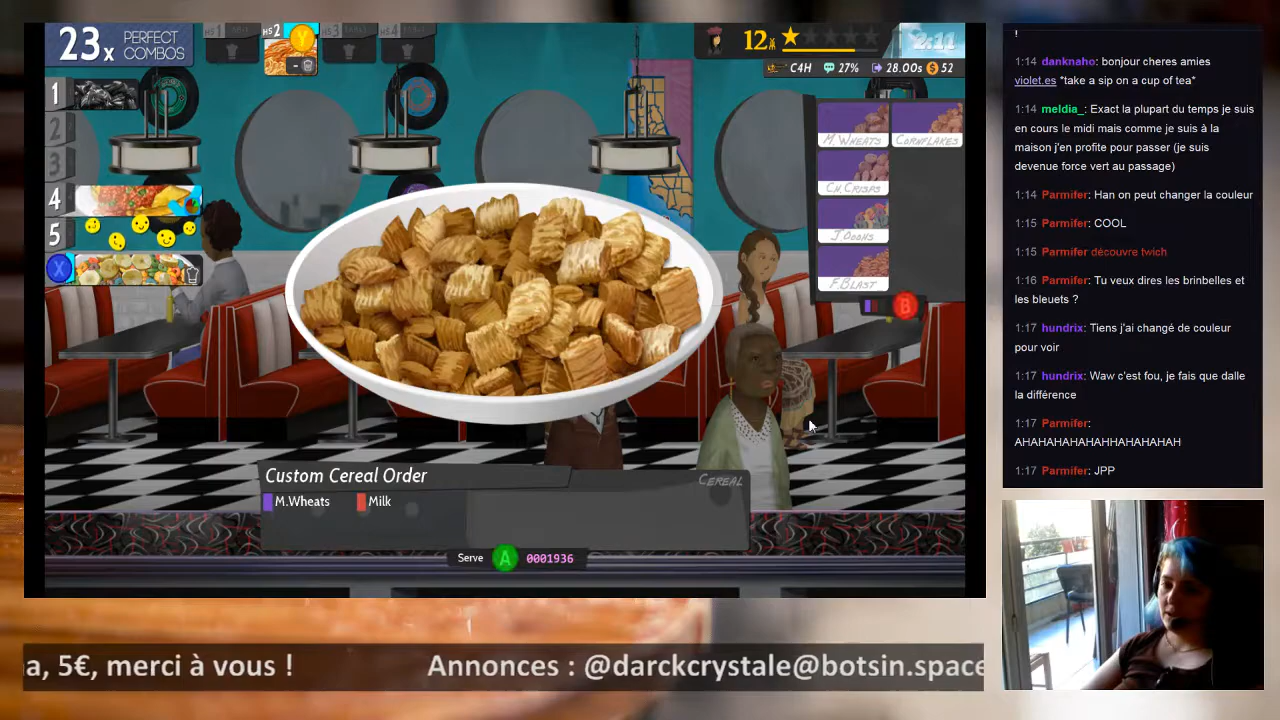 23x PERFECT
COMBOS
HS2
HS3
HS4
Y
12
2:11
C4H 27% 28.00s $ 52
1
2
3
4
5
X
M. WHEATS
CORNFLAKES
CH. CRISPS
J. DOONS
F. BLAST
B
Custom Cereal Order
CEREAL
M.Wheats Milk
Serve A 0001936
!
1:14 danknaho: bonjour cheres amies
violet.es *take a sip on a cup of tea*
1:14 meldia_: Exact la plupart du temps je suis
en cours le midi mais comme je suis à la
maison j'en profite pour passer (je suis
devenue force vert au passage)
1:14 Parmifer: Han on peut changer la couleur
1:15 Parmifer: COOL
1:15 Parmifer découvre twich
1:16 Parmifer: Tu veux dires les brinbelles et
les bleuets ?
1:17 hundrix: Tiens j'ai changé de couleur
pour voir
1:17 hundrix: Waw c'est fou, je fais que dalle
la différence
1:17 Parmifer:
AHAHAHAHAHAHHAHAHAHAH
1:17 Parmifer: JPP
a, 5€, merci à vous ! Annonces : @darckcrystale@botsin.space